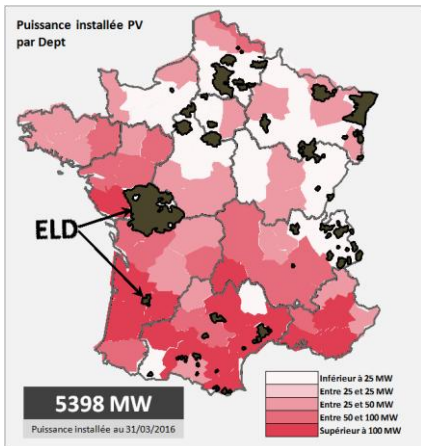 Puissance installée PV
par Dept
ELD
5398 MW
Puissance installée au 31/03/2016
Inférieur à 25 MW
Entre 25 et 25 MW
Entre 25 et 50 MW
Entre 50 et 100 MW
Supérieur à 100 MW